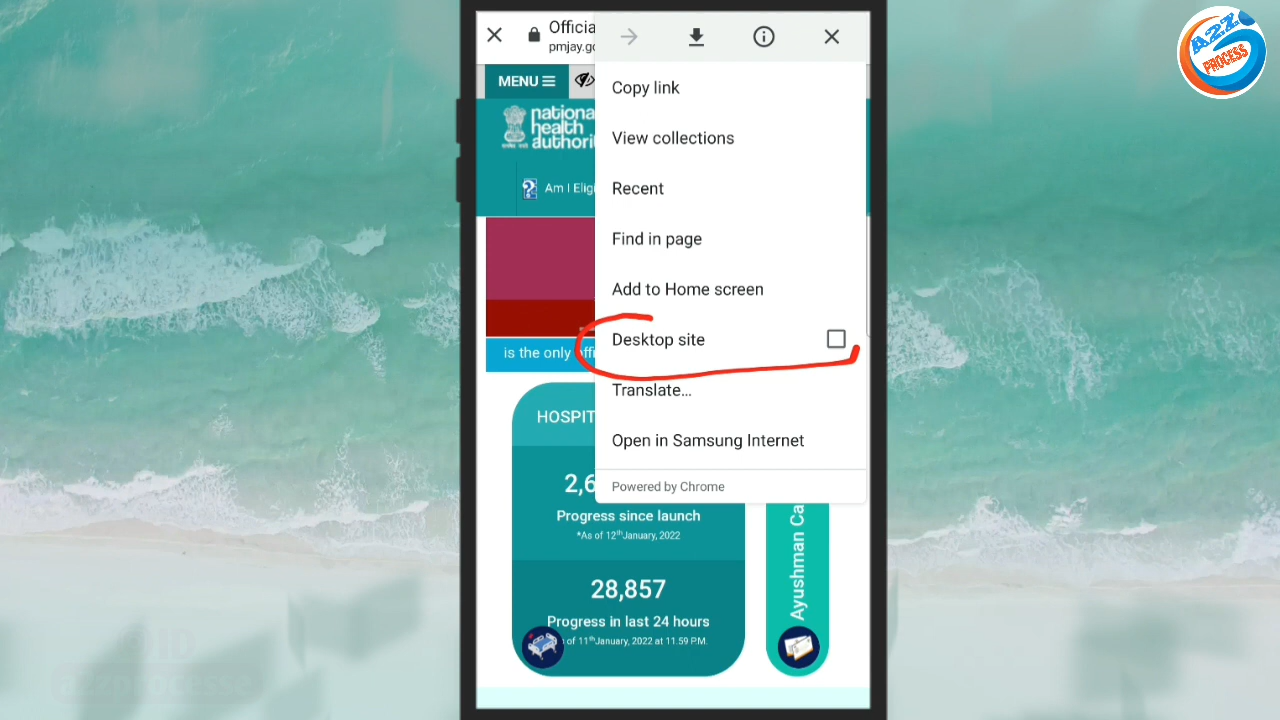 Officia
pmjay.go
MENU
national
health
authori
Am I Elig
is the only offi
HOSPIT
2,6
Progress since launch
*As of 12th January, 2022
28,857
Progress in last 24 hours
of 11th January, 2022 at 11.59 P.M.
Copy link
View collections
Recent
Find in page
Add to Home screen
Desktop site
Translate...
Open in Samsung Internet
Powered by Chrome
Ayushman Ca
A2Z
PROCESS